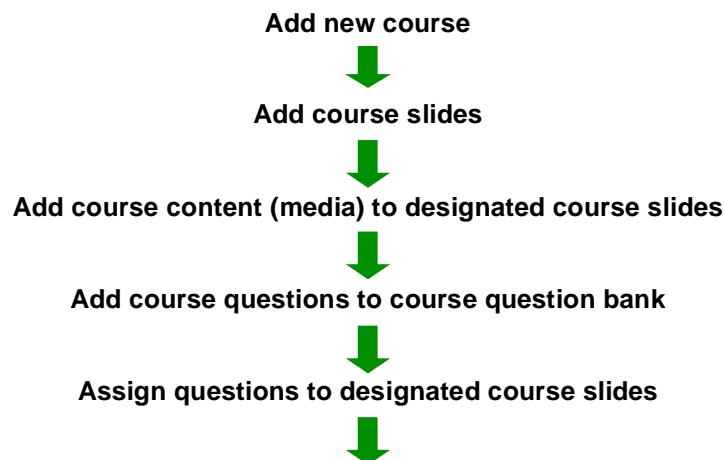 Add new course
Add course slides
Add course content (media) to designated course slides
Add course questions to course question bank
Assign questions to designated course slides